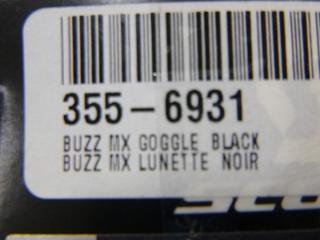 355-6931
BUZZ MX GOGGLE BLACK
BUZZ MX LUNETTE NOIR